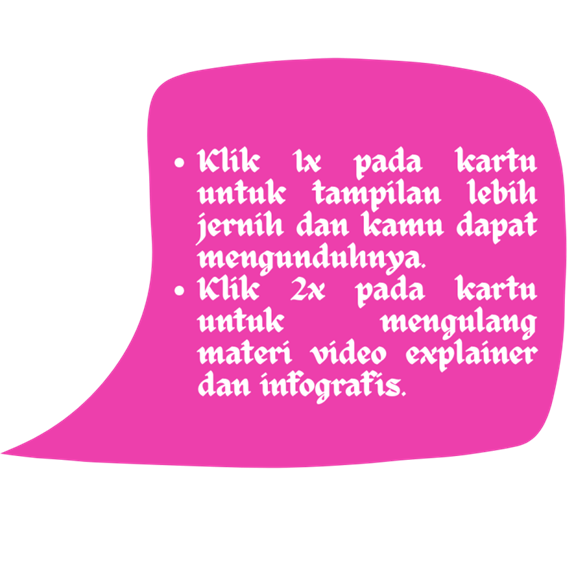 • Klik 1x pada kartu
untuk tampilan lebih
jernih dan kamu dapat
mengunduhnya.
• Klik 2x pada kartu
untuk mengulang
materi video explainer
dan infografis.